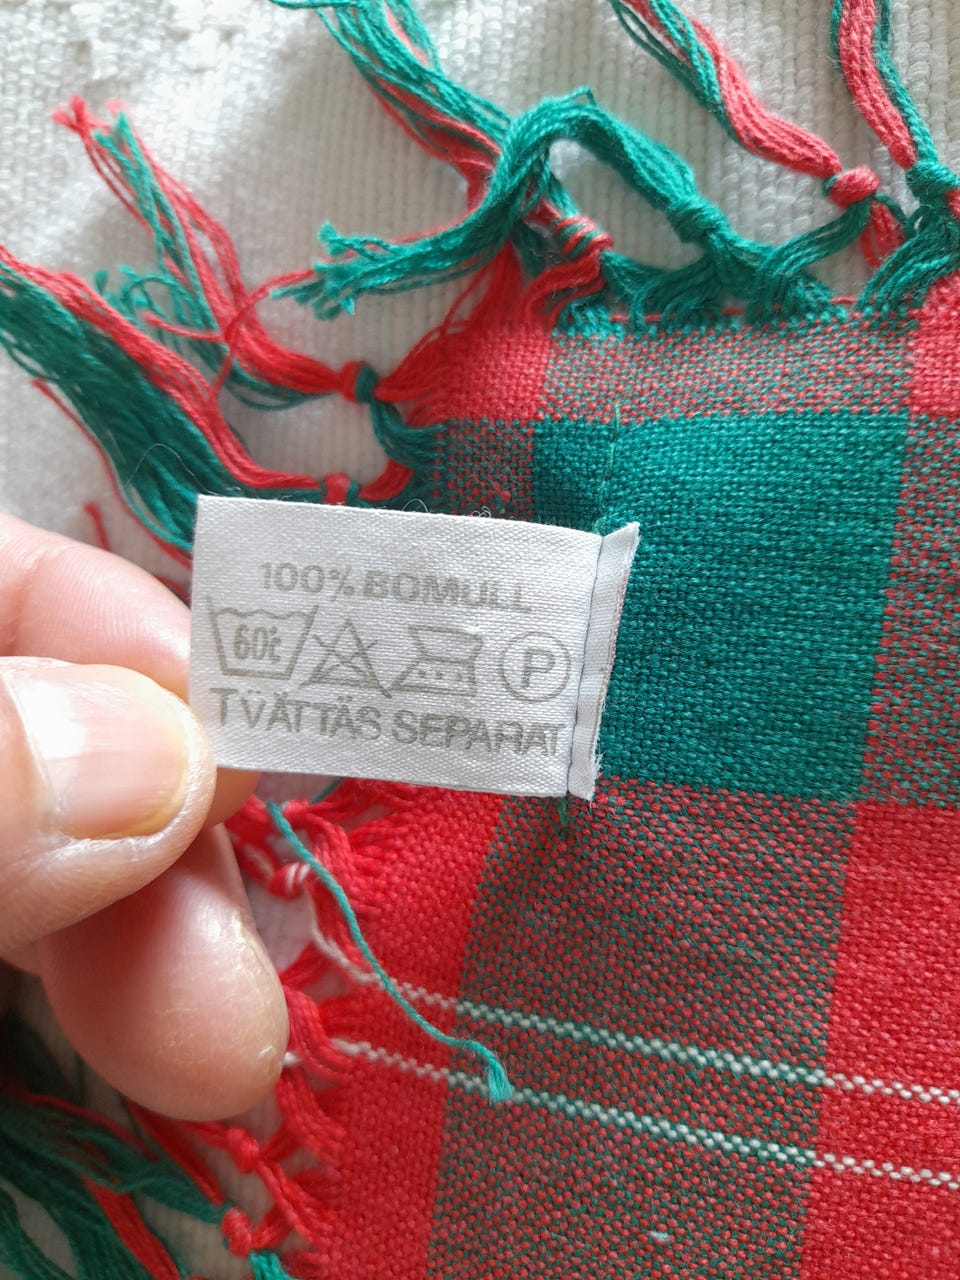 100% BOMULL
60° P
TVÄTTAS SEPARAT